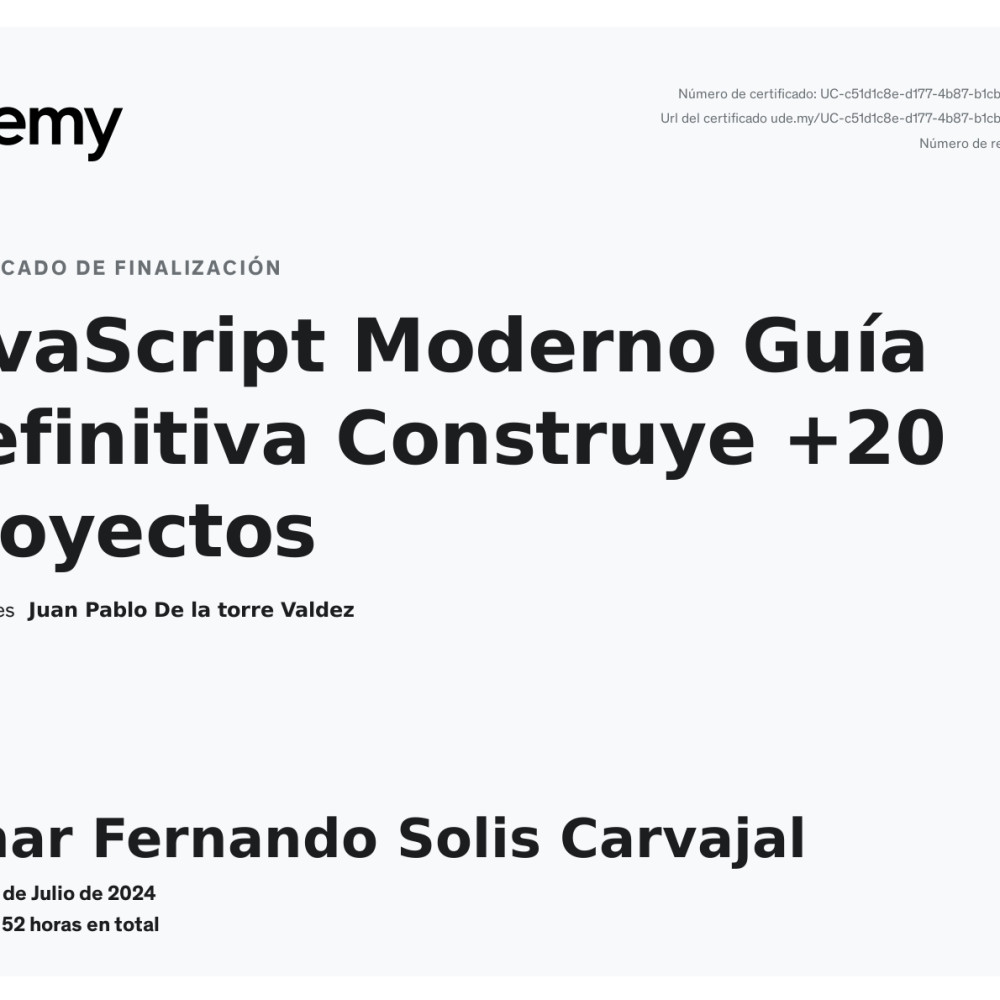 emy
Número de certificado: UC-c51d1c8e-d177-4b87-b1cb
Url del certificado ude.my/UC-c51d1c8e-d177-4b87-b1cb
Número de re
CADO DE FINALIZACIÓN
vaScript Moderno Guía
efinitiva Construye +20
oyectos
es Juan Pablo De la torre Valdez
ar Fernando Solis Carvajal
de Julio de 2024
52 horas en total